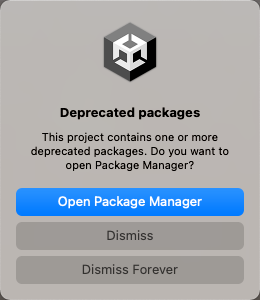 Deprecated packages
This project contains one or more
deprecated packages. Do you want to
open Package Manager?
Open Package Manager
Dismiss
Dismiss Forever